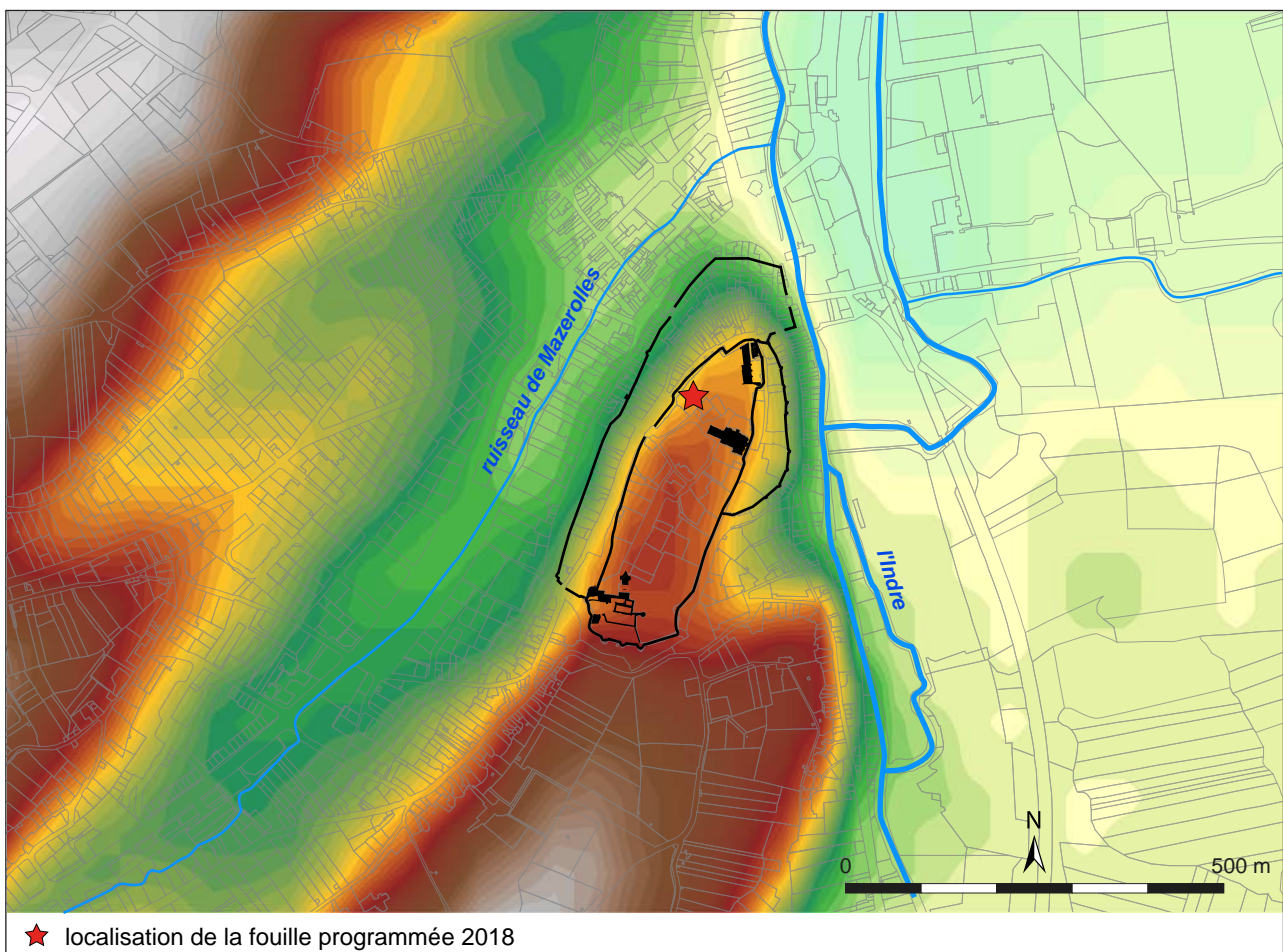 ruisseau de Mazerolles
l'Indre
N
0 500 m
localisation de la fouille programmée 2018